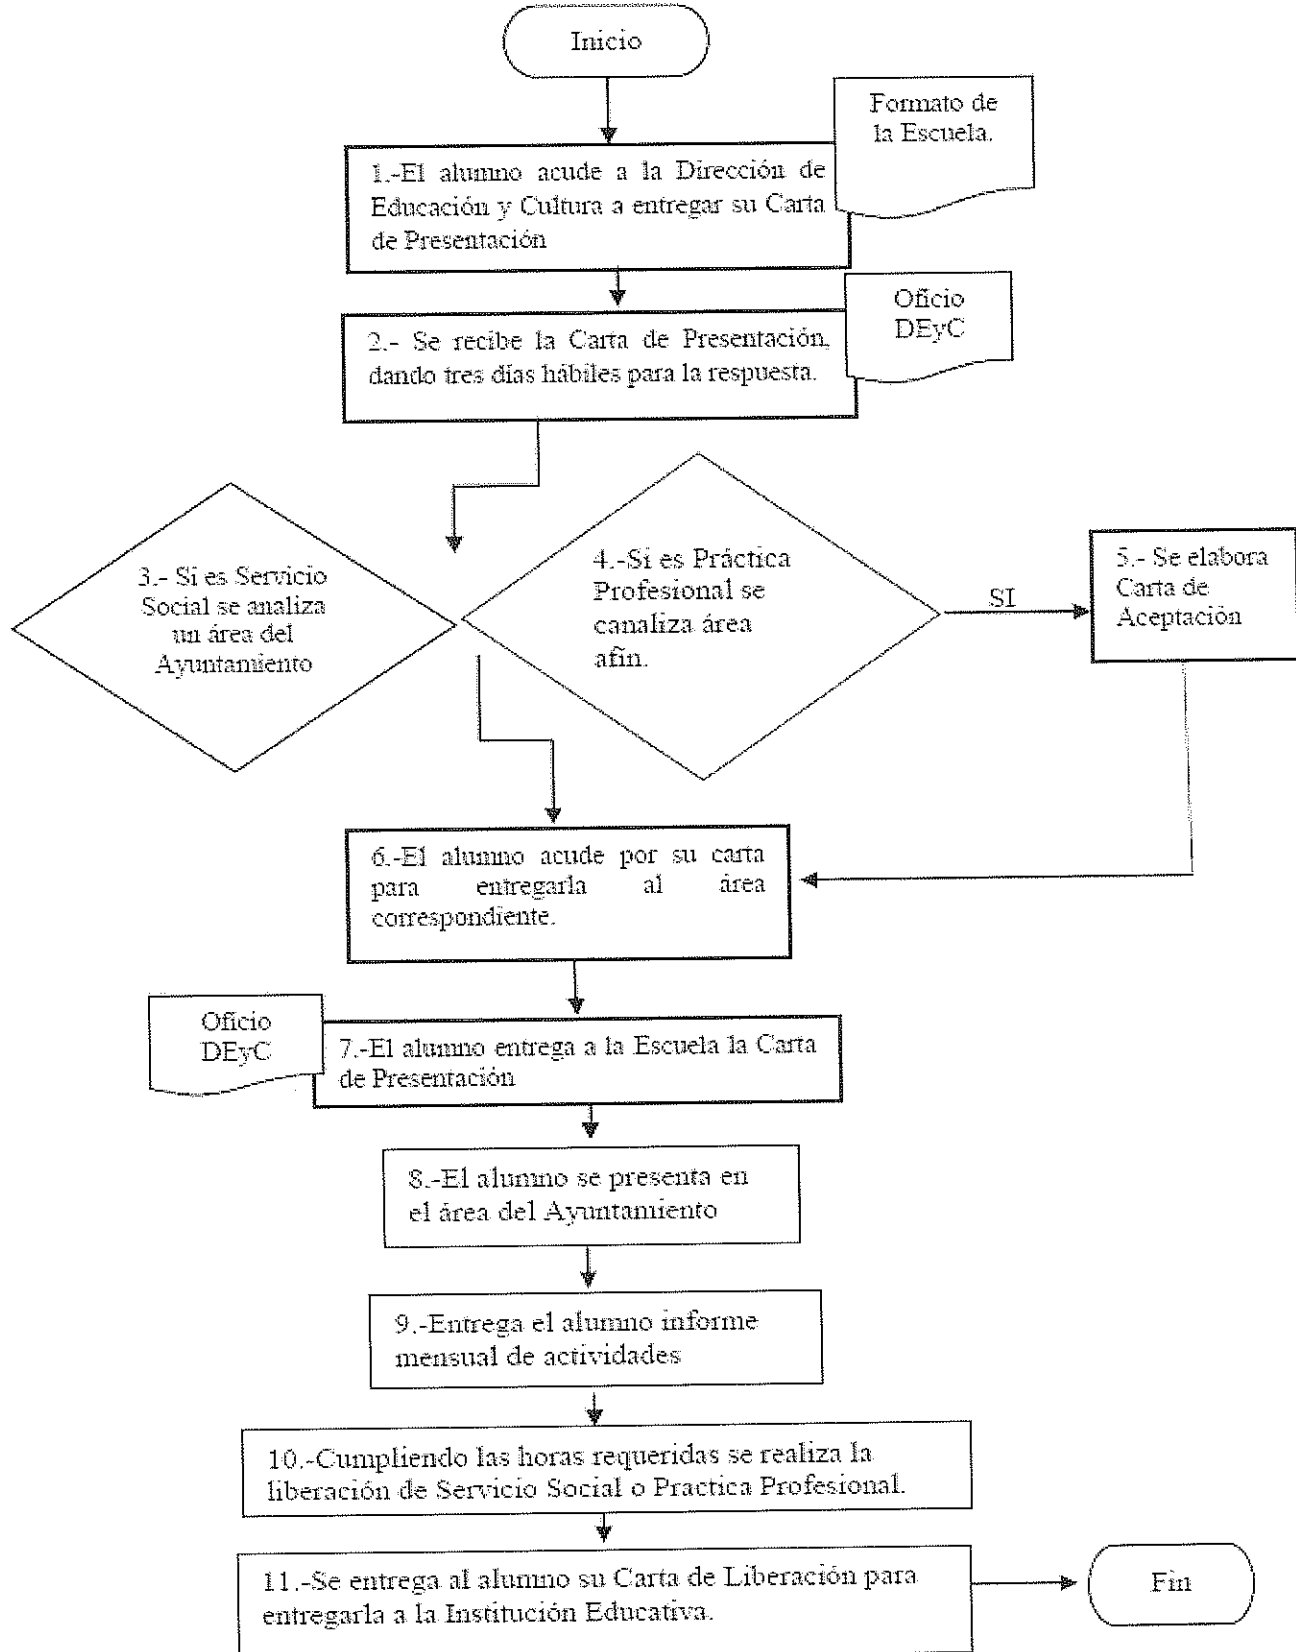 Inicio
Formato de
la Escuela.
1.-El alumno acude a la Dirección de
Educación y Cultura a entregar su Carta
de Presentación
Oficio
DEyC
2.- Se recibe la Carta de Presentación,
dando tres días hábiles para la respuesta.
3.- Si es Servicio
Social se analiza
un área del
Ayuntamiento
4.-Si es Práctica
Profesional se
canaliza área
afín.
SI
5.- Se elabora
Carta de
Aceptación
6.-El alumno acude por su carta
para entregarla al área
correspondiente.
Oficio
DEyC
7.-El alumno entrega a la Escuela la Carta
de Presentación
8.-El alumno se presenta en
el área del Ayuntamiento
9.-Entrega el alumno informe
mensual de actividades
10.-Cumpliendo las horas requeridas se realiza la
liberación de Servicio Social o Practica Profesional.
11.-Se entrega al alumno su Carta de Liberación para
entregarla a la Institución Educativa.
Fin